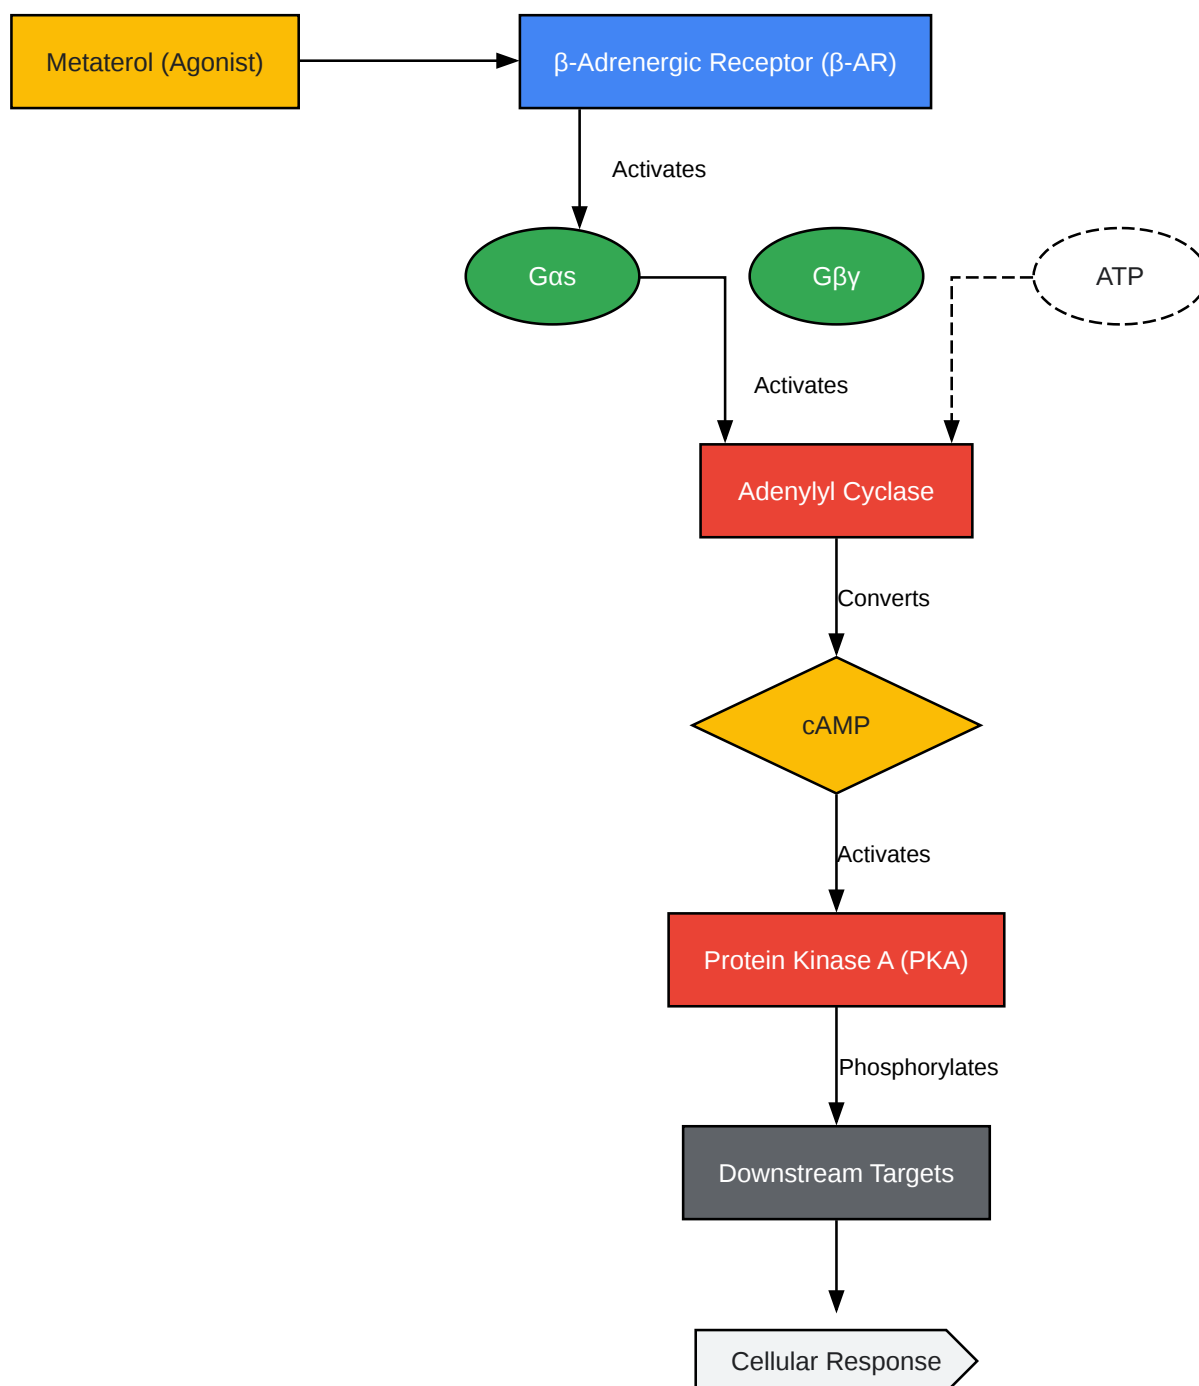 Metaterol (Agonist)
β-Adrenergic Receptor (β-AR)
Activates
Gαs
Gβγ
ATP
Activates
Adenylyl Cyclase
Converts
cAMP
Activates
Protein Kinase A (PKA)
Phosphorylates
Downstream Targets
Cellular Response